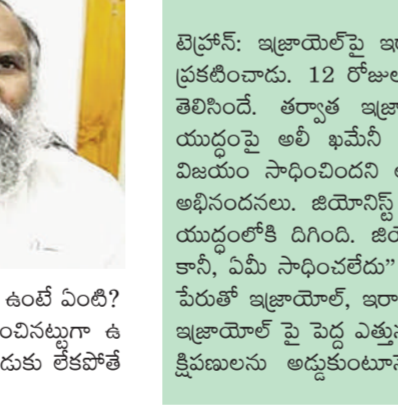 ఉంటే ఏంటి?
ంచినట్టుగా ఉ
డుకు లేకపోతే
టెహ్రాన్: ఇజ్రాయెల్‌పై ఇ
ప్రకటించాడు. 12 రోజుల
తెలిసిందే. తర్వాత ఇజ్రా
యుద్ధంపై అలీ ఖమేనీ
విజయం సాధించిందని
అభినందనలు. జియోనిస్ట్
యుద్ధంలోకి దిగింది. జి
కానీ, ఏమీ సాధించలేదు”
పేరుతో ఇజ్రాయోల్, ఇరా
ఇజ్రాయోల్ పై పెద్ద ఎత్తు
క్షిపణులను అడ్డుకుంటూ